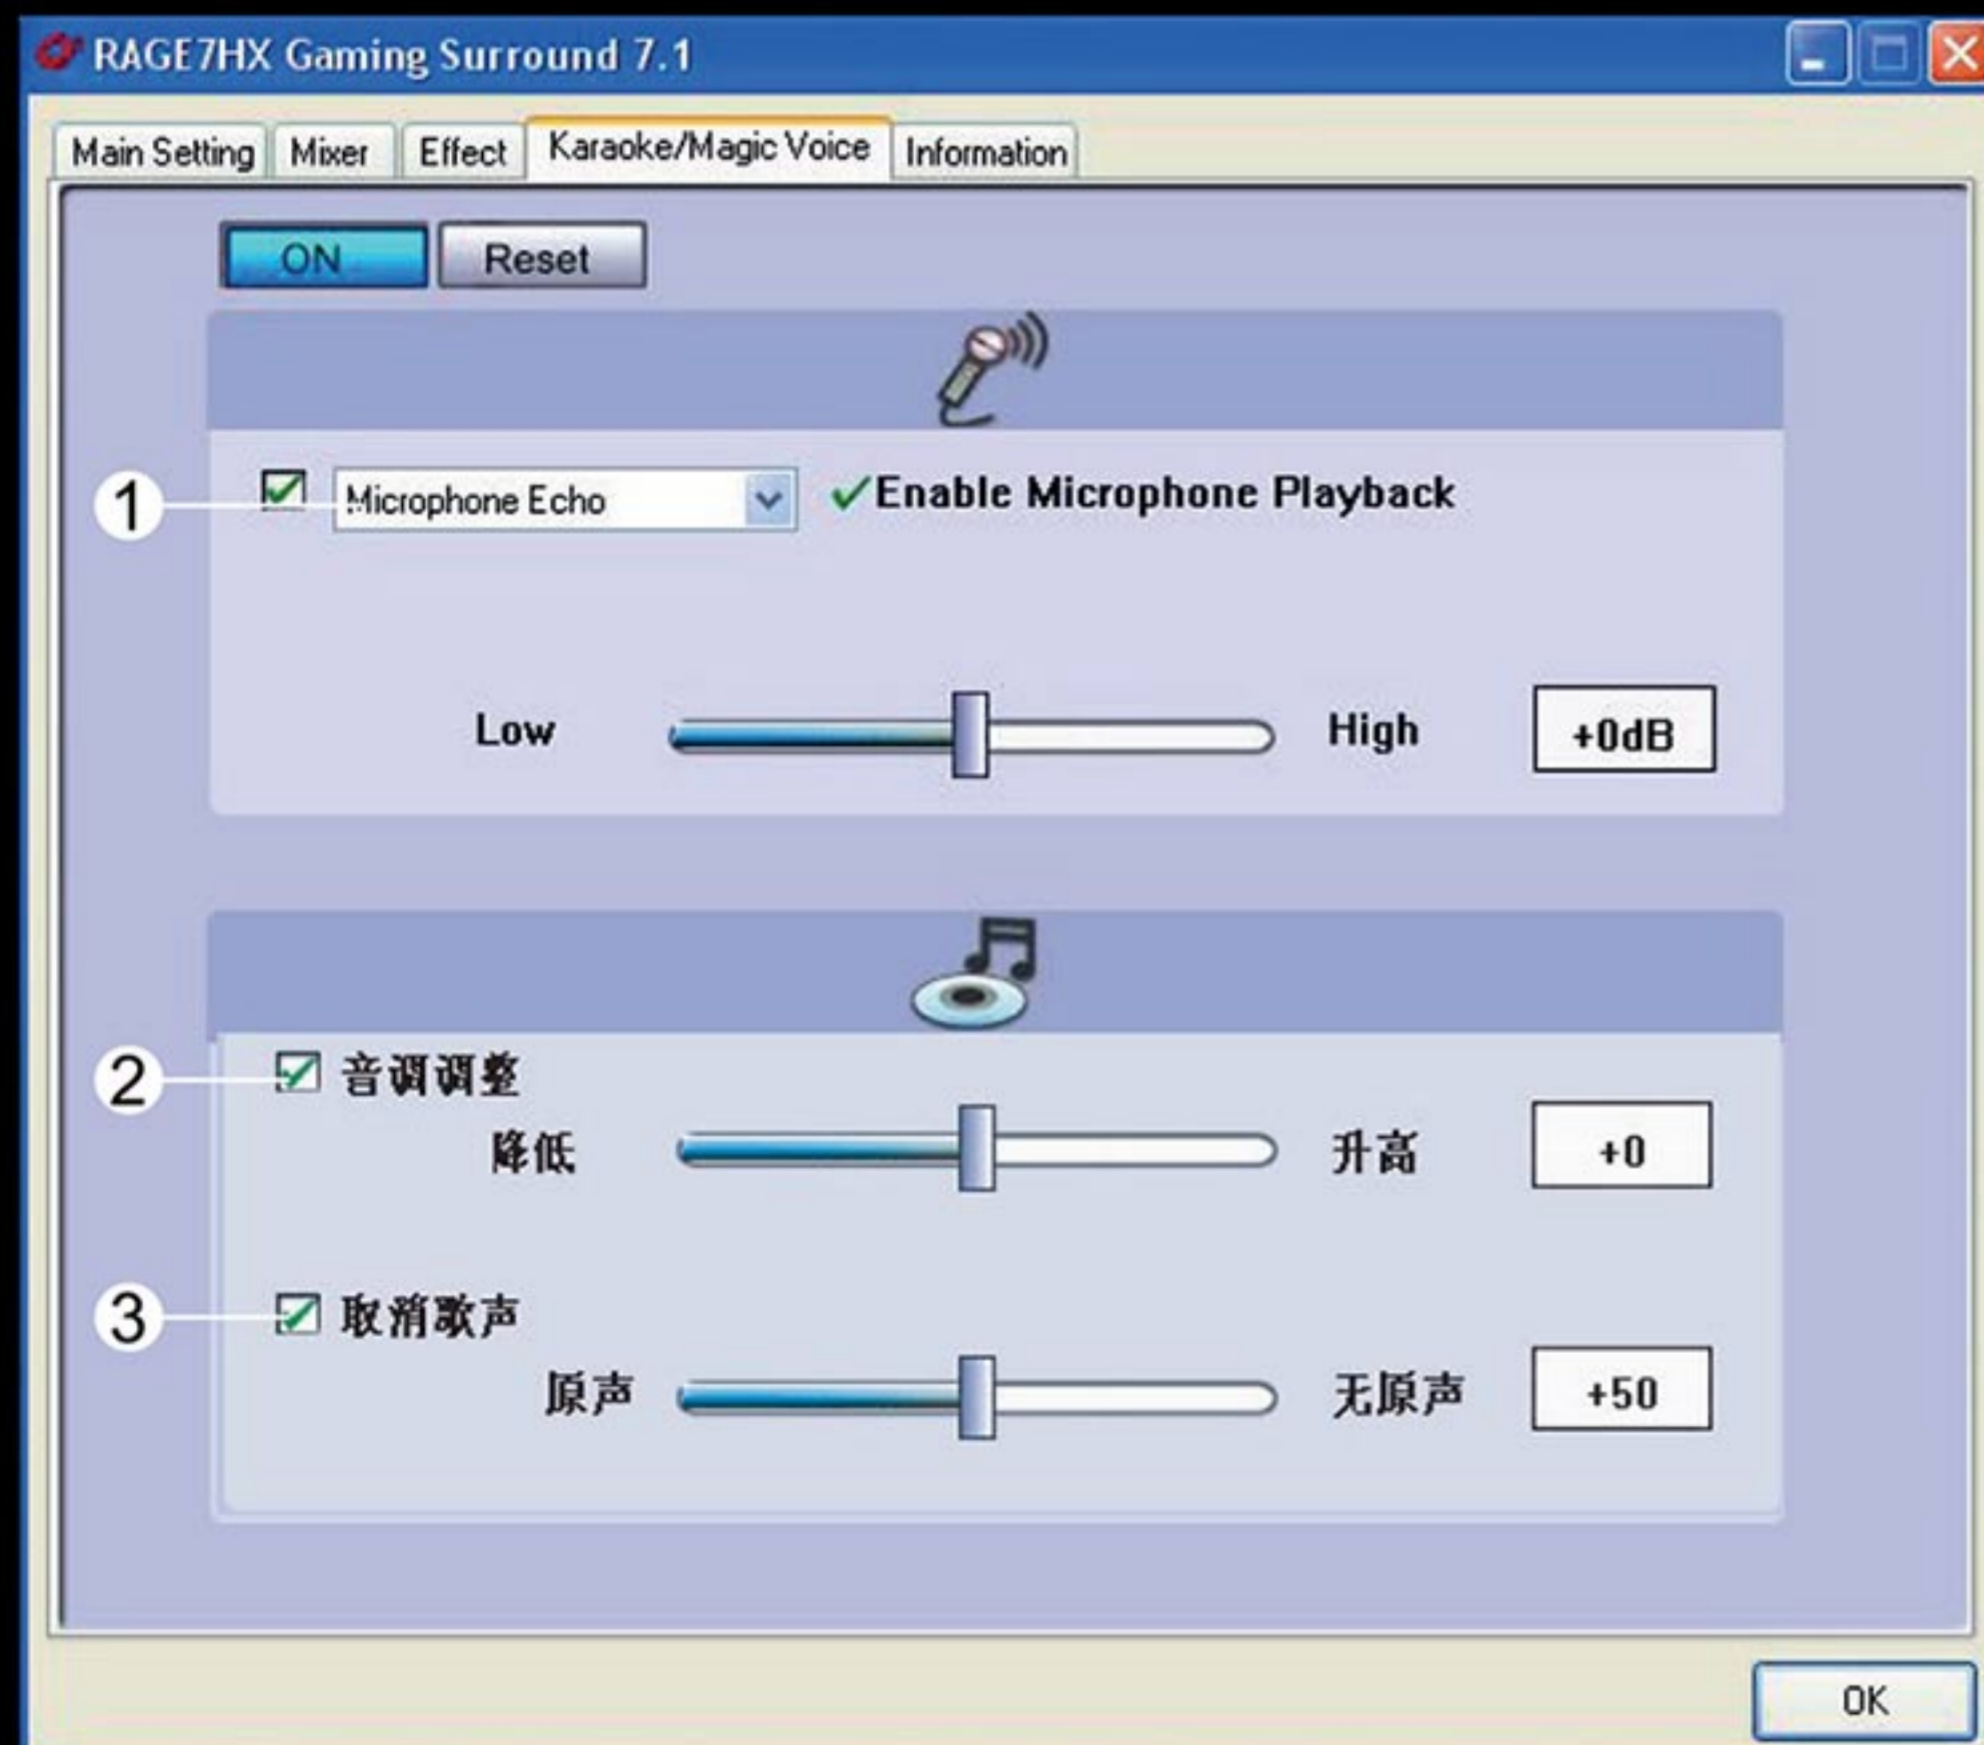 RAGE7HX Gaming Surround 7.1
Main Setting Mixer Effect Karaoke/Magic Voice Information
ON Reset
1 Microphone Echo Enable Microphone Playback
Low High +0dB
2 音调调整
降低 升高 +0
3 取消歌声
原声 无原声 +50
OK